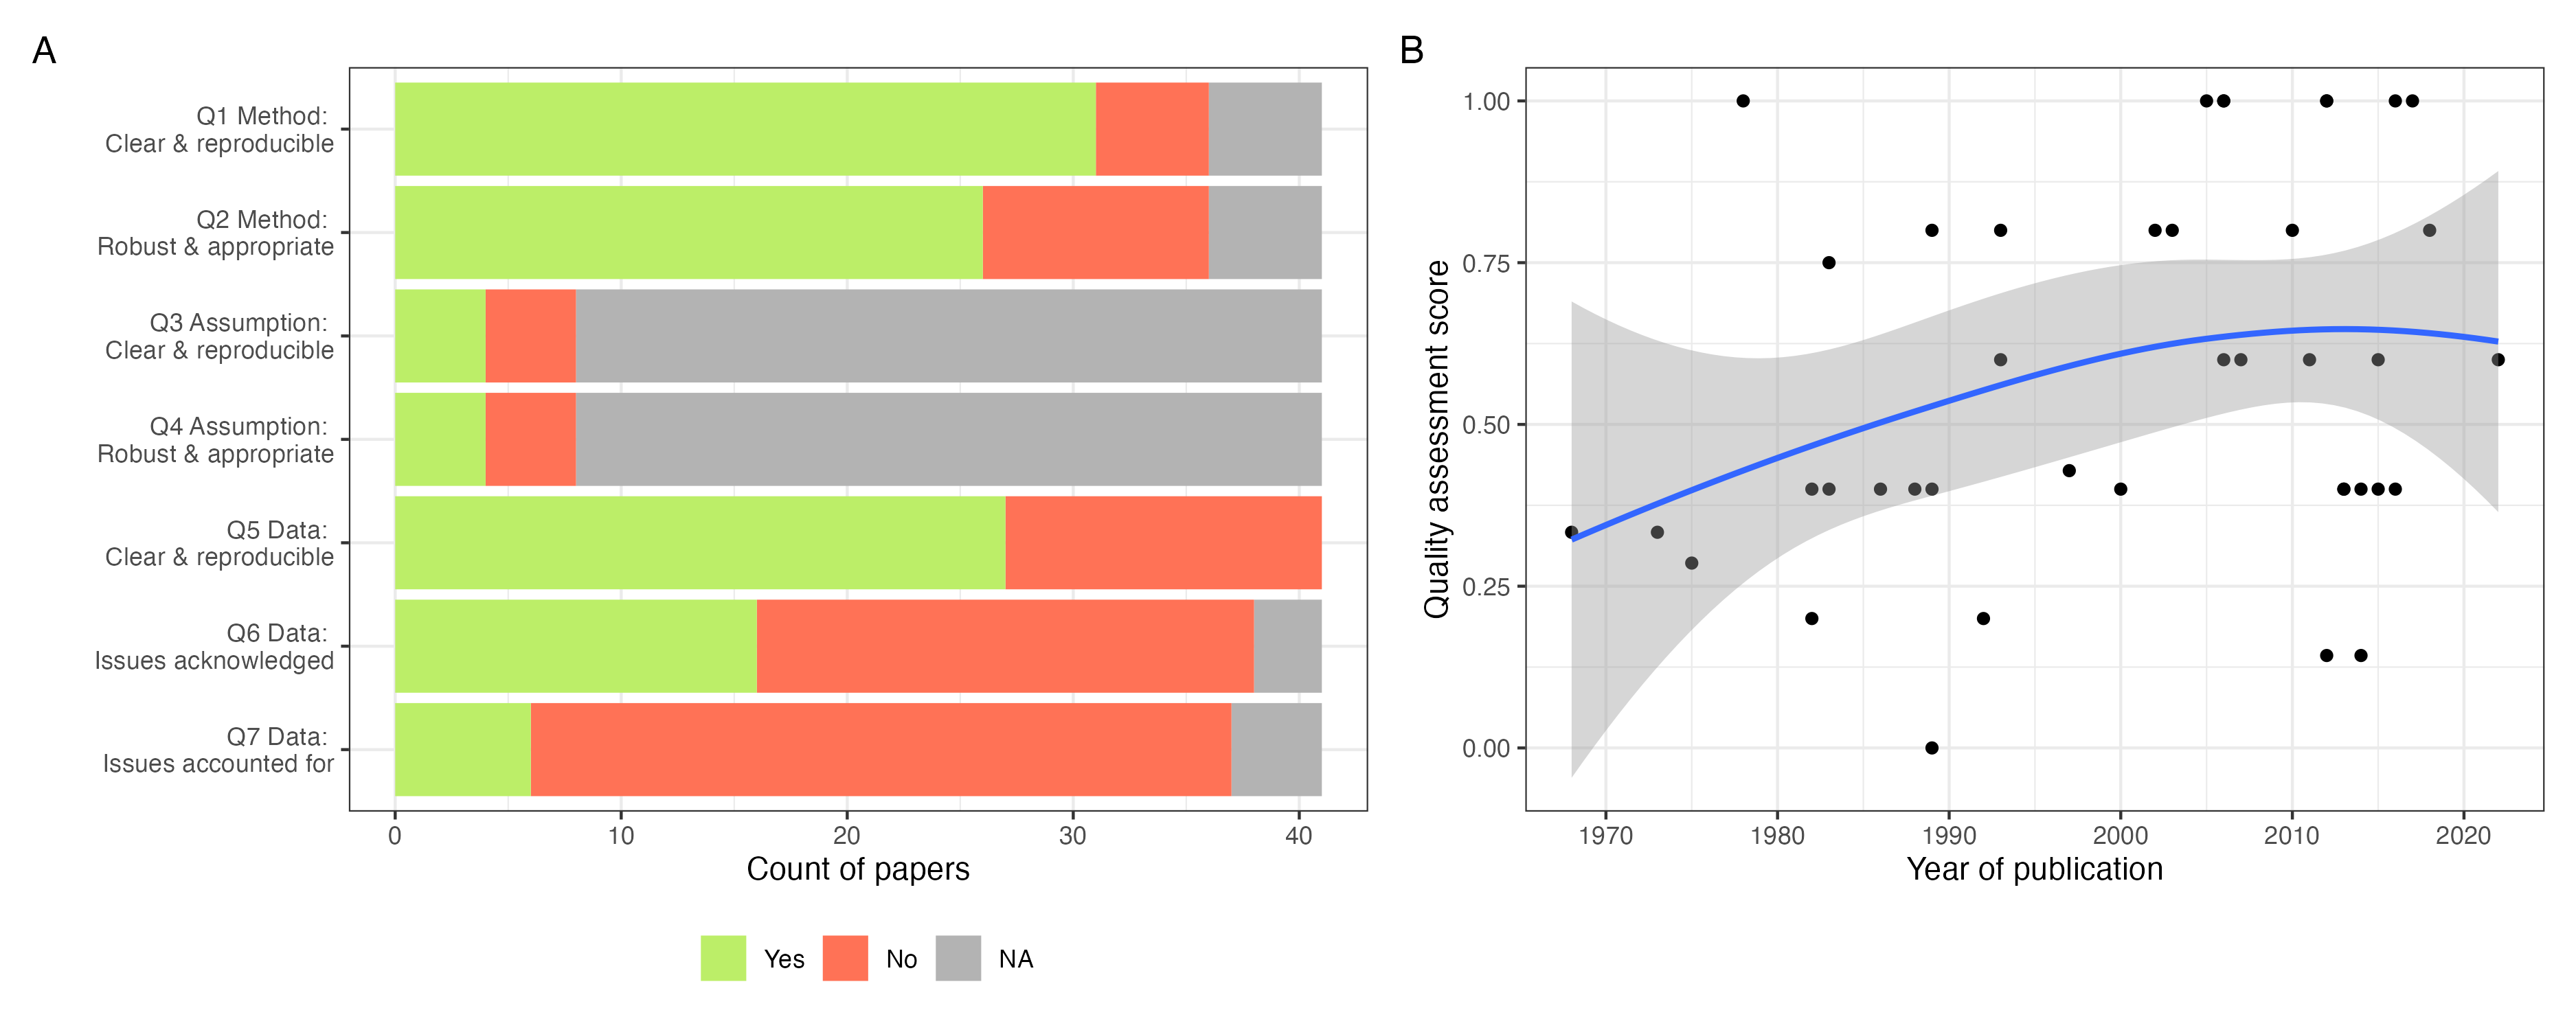 A
Q1 Method:
Clear & reproducible
Q2 Method:
Robust & appropriate
Q3 Assumption:
Clear & reproducible
Q4 Assumption:
Robust & appropriate
Q5 Data:
Clear & reproducible
Q6 Data:
Issues acknowledged
Q7 Data:
Issues accounted for
0 10 20 30 40
Count of papers
Yes No NA
B
Quality assessment score
1.00
0.75
0.50
0.25
0.00
1970 1980 1990 2000 2010 2020
Year of publication